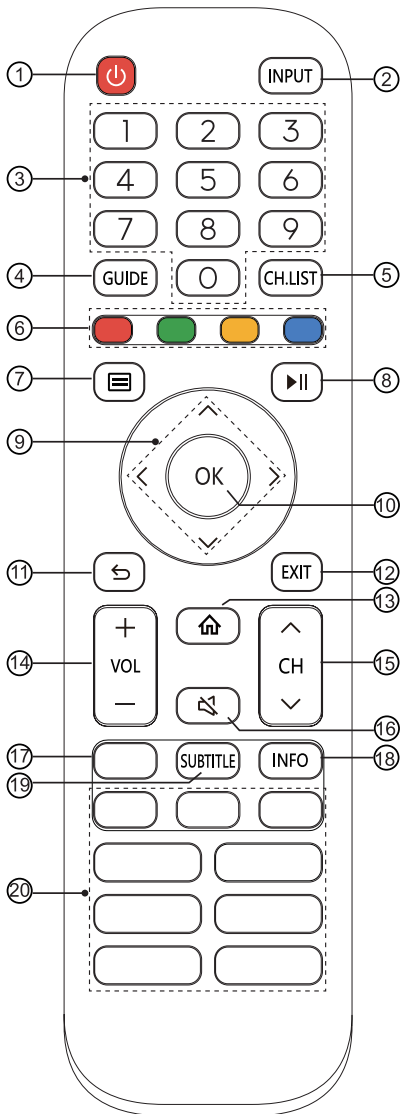 ① INPUT ②
1 2 3
③ 4 5 6
7 8 9
④ GUIDE 0 CH.LIST ⑤
⑥
⑦ ⑧
⑨
OK
⑩
⑪ EXIT ⑫
⑬
+
⑭ VOL CH ⑮
—
⑯
⑰ SUBTITLE INFO ⑱
⑲
⑳